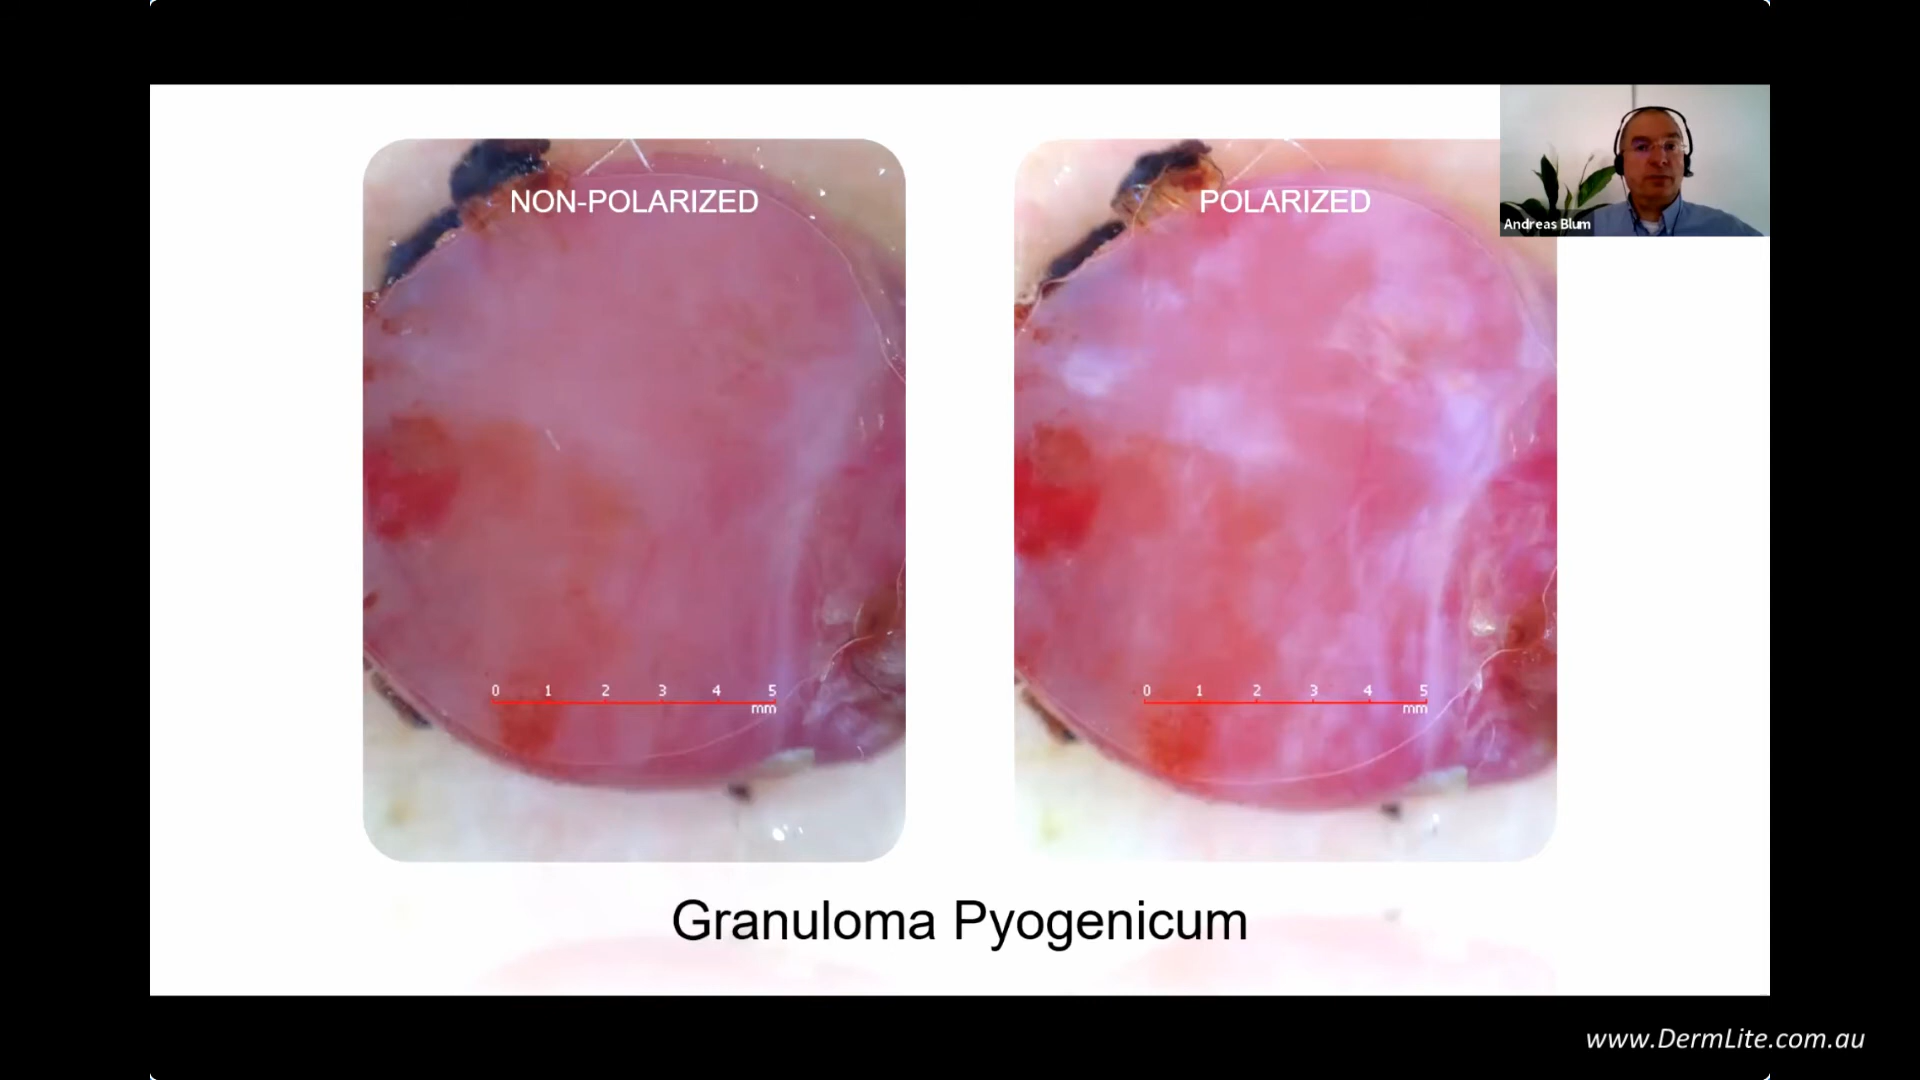 NON-POLARIZED
POLARIZED
Andreas Blum
0 1 2 3 4 5
mm
0 1 2 3 4 5
mm
Granuloma Pyogenicum
www.DermLite.com.au